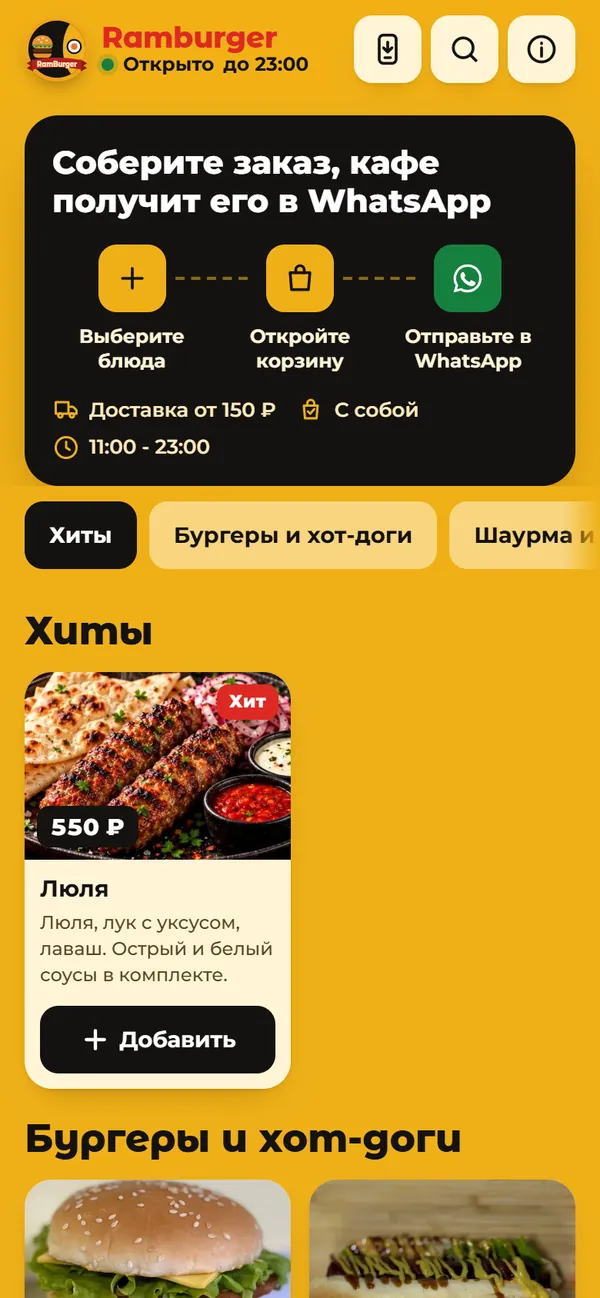 Ramburger
RamBurger
Открыто до 23:00
Соберите заказ, кафе
получит его в WhatsApp
Выберите
блюда
Откройте
корзину
Отправьте в
WhatsApp
Доставка от 150 ₽
С собой
11:00 - 23:00
Хиты
Бургеры и хот-доги
Шаурма и
Хиты
Хит
550 ₽
Люля
Люля, лук с уксусом,
лаваш. Острый и белый
соусы в комплекте.
Добавить
Бургеры и хот-доги